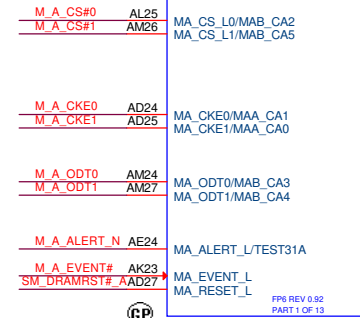 M_A_CS#0 AL25 MA_CS_L0/MAB_CA2
M_A_CS#1 AM26 MA_CS_L1/MAB_CA5
M_A_CKE0 AD24 MA_CKE0/MAA_CA1
M_A_CKE1 AD25 MA_CKE1/MAA_CA0
M_A_ODT0 AM24 MA_ODT0/MAB_CA3
M_A_ODT1 AM27 MA_ODT1/MAB_CA4
M_A_ALERT_N AE24 MA_ALERT_L/TEST31A
M_A_EVENT# AK23 MA_EVENT_L
SM_DRAMRST#_A AD27 MA_RESET_L
FP6 REV 0.92
PART 1 OF 13
GP